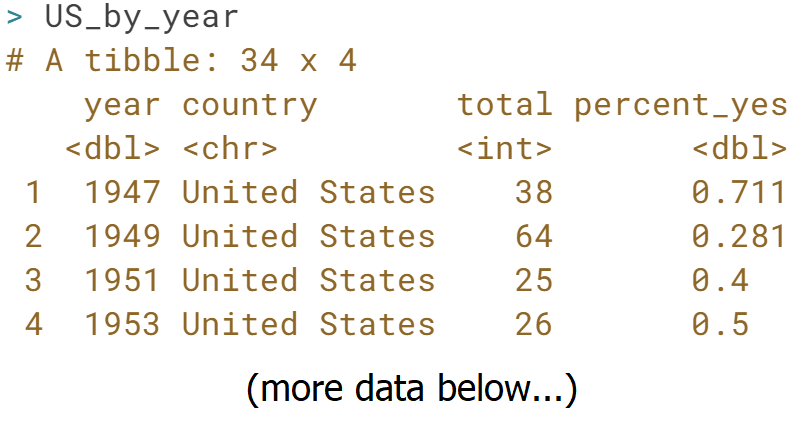 > US_by_year
# A tibble: 34 x 4
year country total percent_yes
<dbl> <chr> <int> <dbl>
1 1947 United States 38 0.711
2 1949 United States 64 0.281
3 1951 United States 25 0.4
4 1953 United States 26 0.5
(more data below...)